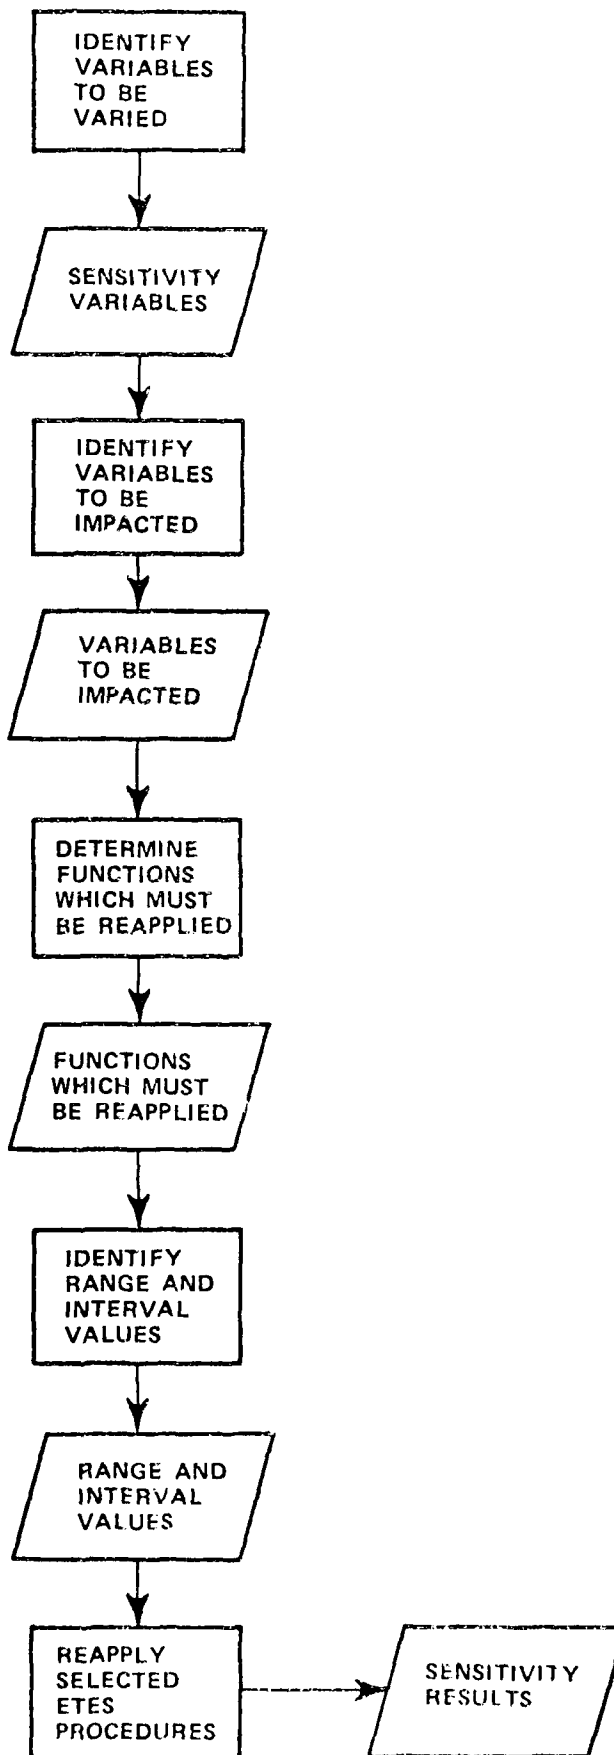 IDENTIFY
VARIABLES
TO BE
VARIED
SENSITIVITY
VARIABLES
IDENTIFY
VARIABLES
TO BE
IMPACTED
VARIABLES
TO BE
IMPACTED
DETERMINE
FUNCTIONS
WHICH MUST
BE REAPPLIED
FUNCTIONS
WHICH MUST
BE REAPPLIED
IDENTIFY
RANGE AND
INTERVAL
VALUES
RANGE AND
INTERVAL
VALUES
REAPPLY
SELECTED
ETES
PROCEDURES
SENSITIVITY
RESULTS